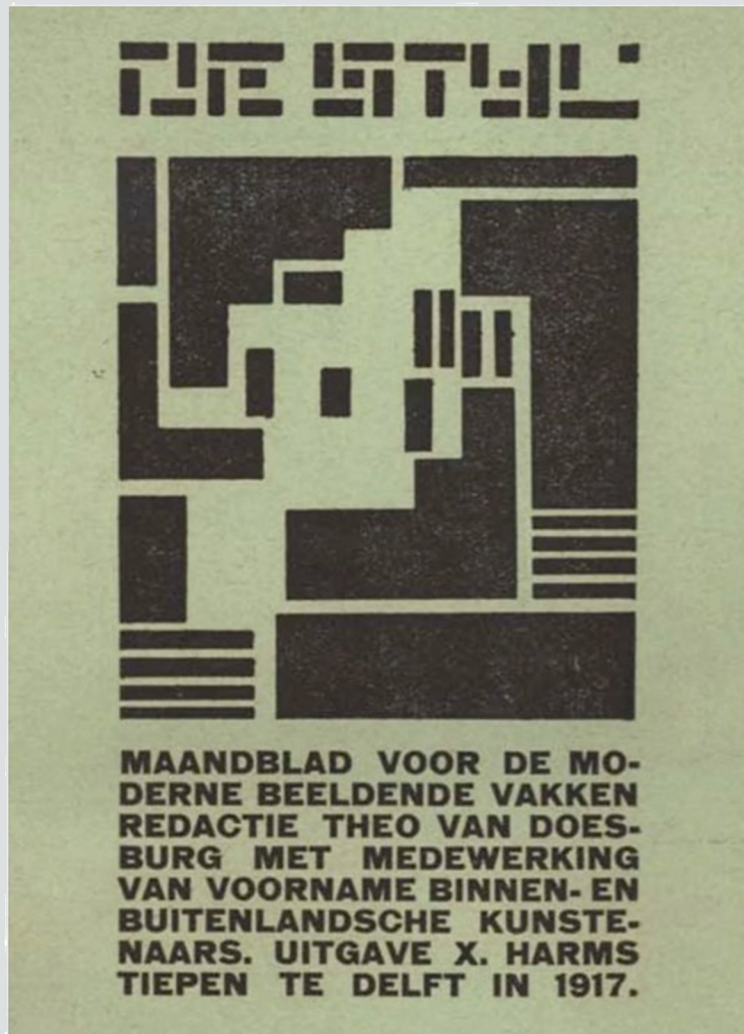 DE STYL
MAANDBLAD VOOR DE MO-
DERNE BEELDENDE VAKKEN
REDACTIE THEO VAN DOES-
BURG MET MEDEWERKING
VAN VOORNAME BINNEN- EN
BUITENLANDSCHE KUNSTE-
NAARS. UITGAVE X. HARMS
TIEPEN TE DELFT IN 1917.